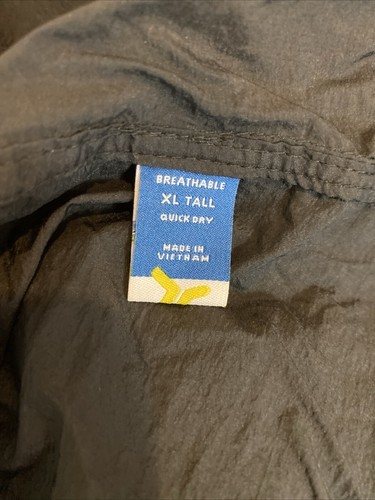 BREATHABLE
XL TALL
QUICK DRY
MADE IN
VIETNAM